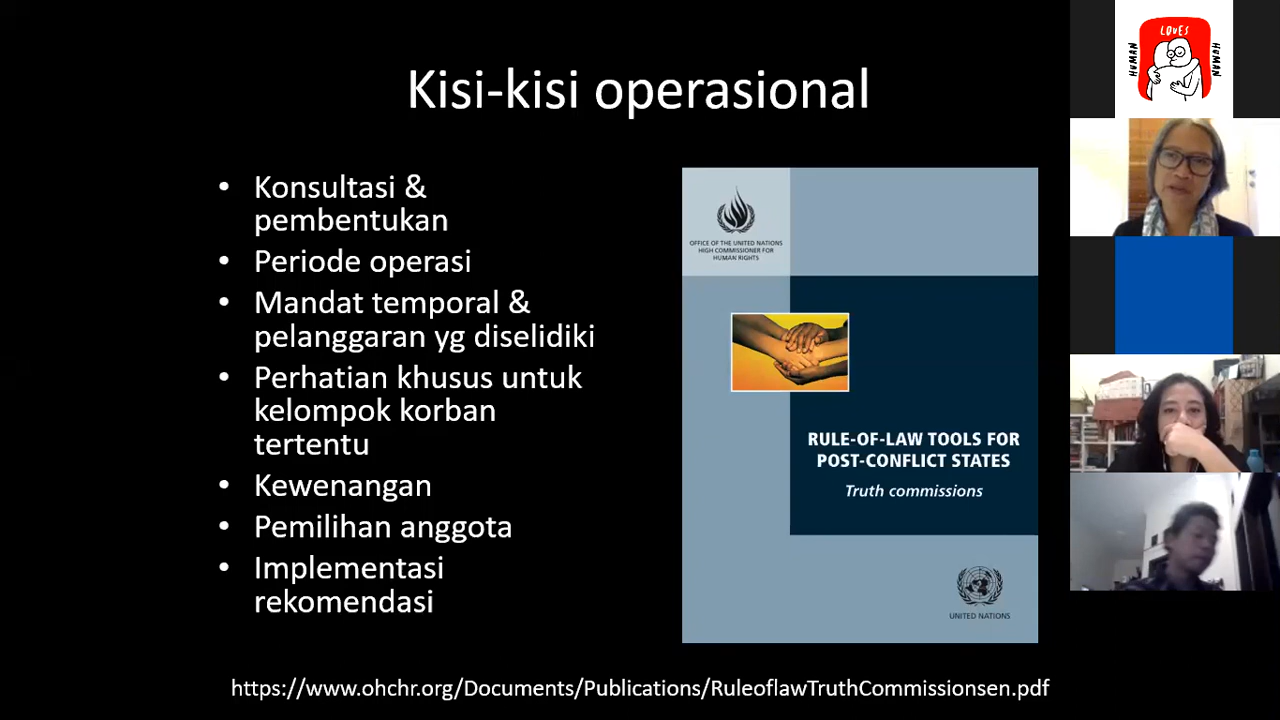 Kisi-kisi operasional
• Konsultasi &
pembentukan
• Periode operasi
• Mandat temporal &
pelanggaran yg diselidiki
• Perhatian khusus untuk
kelompok korban
tertentu
• Kewenangan
• Pemilihan anggota
• Implementasi
rekomendasi
OFFICE OF THE UNITED NATIONS
HIGH COMMISSIONER FOR
HUMAN RIGHTS
RULE-OF-LAW TOOLS FOR
POST-CONFLICT STATES
Truth commissions
UNITED NATIONS
https://www.ohchr.org/Documents/Publications/RuleoflawTruthCommissionsen.pdf
HUMAN
LOVES
HUMAN